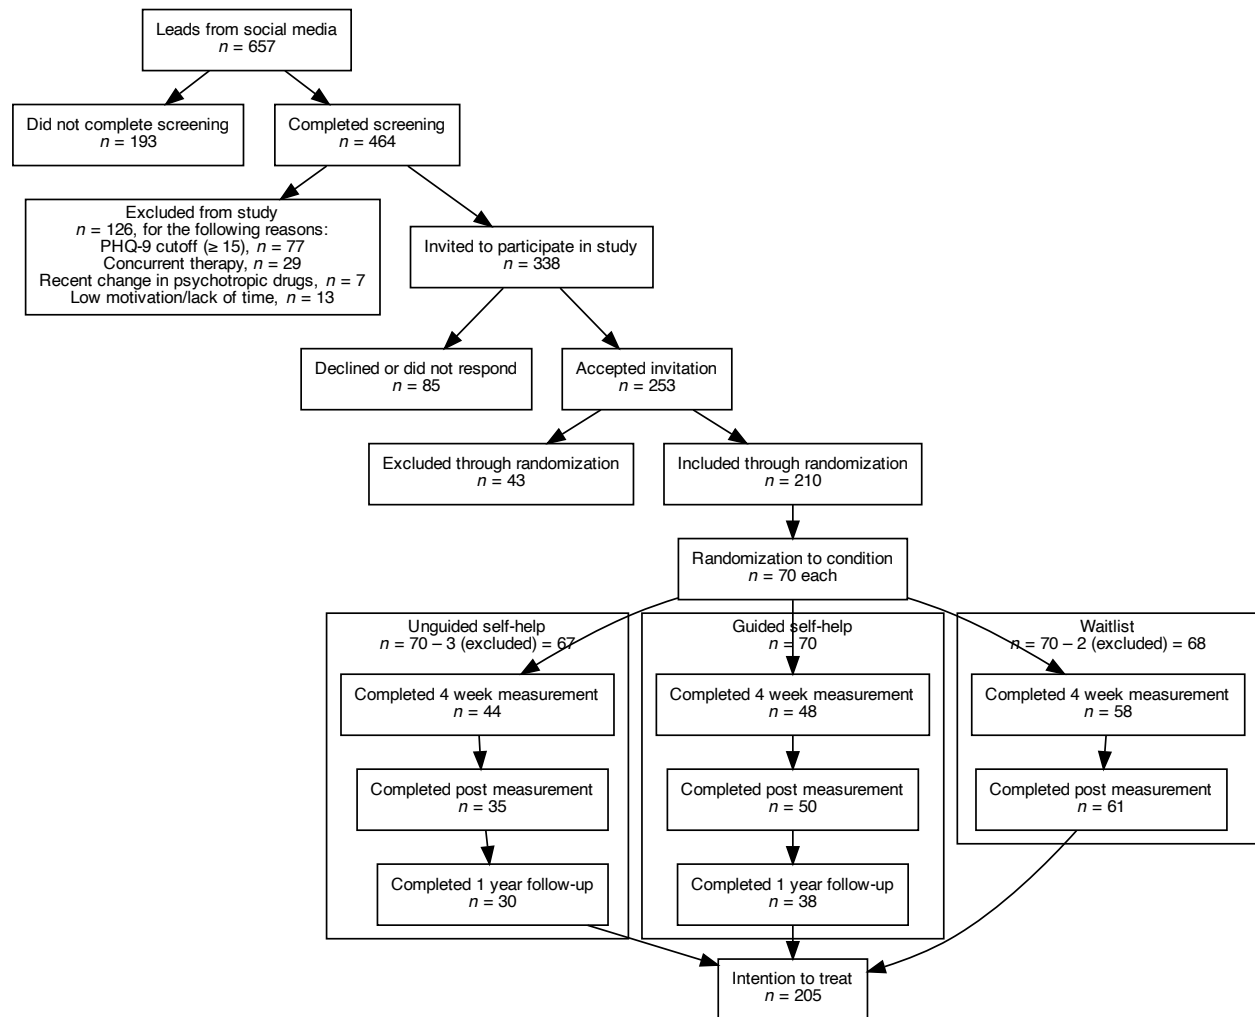 Leads from social media
n = 657
Did not complete screening
n = 193
Completed screening
n = 464
Excluded from study
n = 126, for the following reasons:
PHQ-9 cutoff (≥ 15), n = 77
Concurrent therapy, n = 29
Recent change in psychotropic drugs, n = 7
Low motivation/lack of time, n = 13
Invited to participate in study
n = 338
Declined or did not respond
n = 85
Accepted invitation
n = 253
Excluded through randomization
n = 43
Included through randomization
n = 210
Randomization to condition
n = 70 each
Unguided self-help
n = 70 – 3 (excluded) = 67
Completed 4 week measurement
n = 44
Completed post measurement
n = 35
Completed 1 year follow-up
n = 30
Guided self-help
n = 70
Completed 4 week measurement
n = 48
Completed post measurement
n = 50
Completed 1 year follow-up
n = 38
Waitlist
n = 70 – 2 (excluded) = 68
Completed 4 week measurement
n = 58
Completed post measurement
n = 61
Intention to treat
n = 205